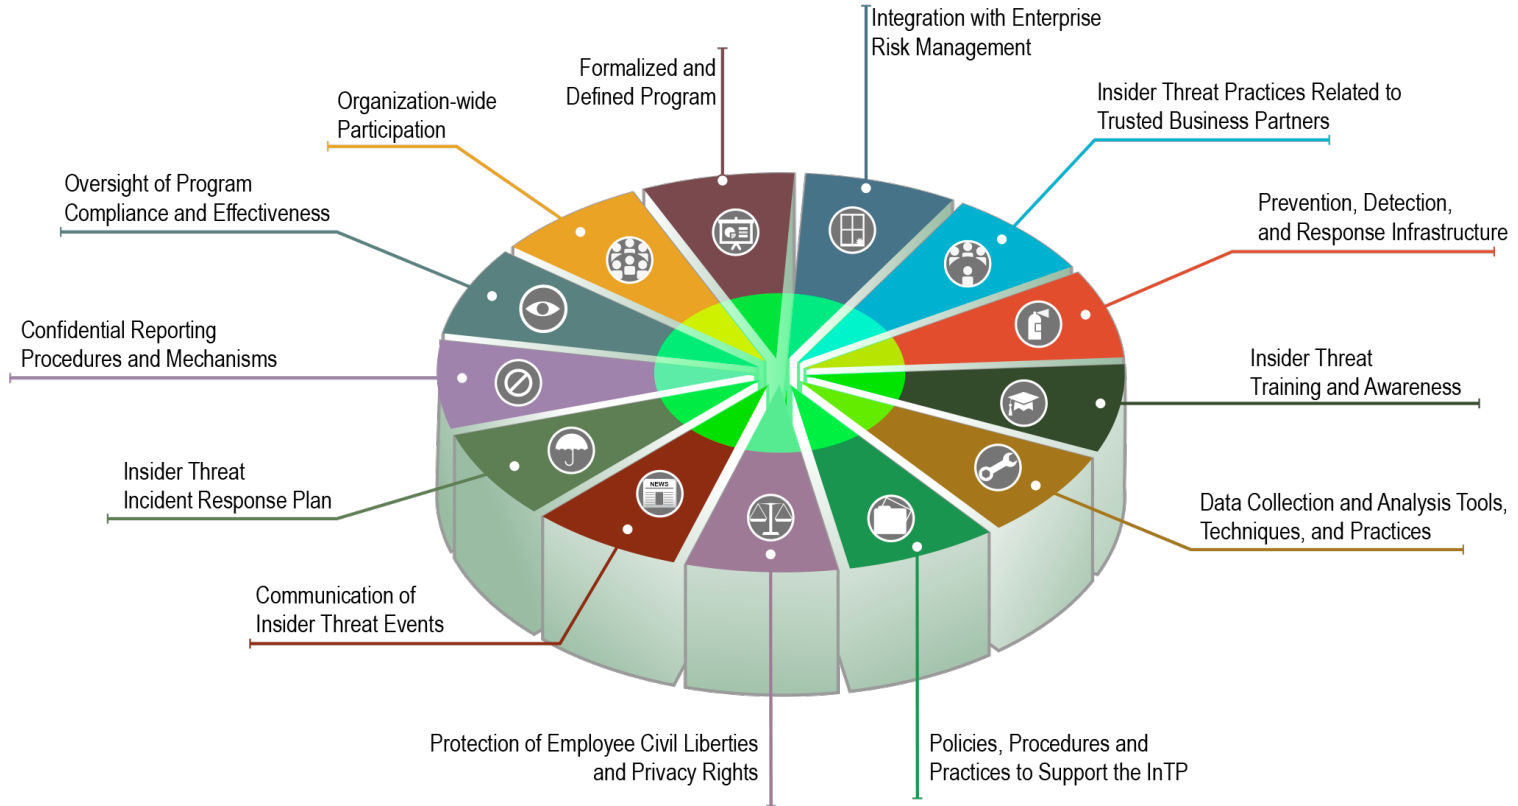 Integration with Enterprise
Risk Management
Formalized and
Defined Program
Insider Threat Practices Related to
Trusted Business Partners
Organization-wide
Participation
Oversight of Program
Compliance and Effectiveness
Prevention, Detection,
and Response Infrastructure
Confidential Reporting
Procedures and Mechanisms
Insider Threat
Training and Awareness
Insider Threat
Incident Response Plan
NEWS
Data Collection and Analysis Tools,
Techniques, and Practices
Communication of
Insider Threat Events
Protection of Employee Civil Liberties
and Privacy Rights
Policies, Procedures and
Practices to Support the InTP